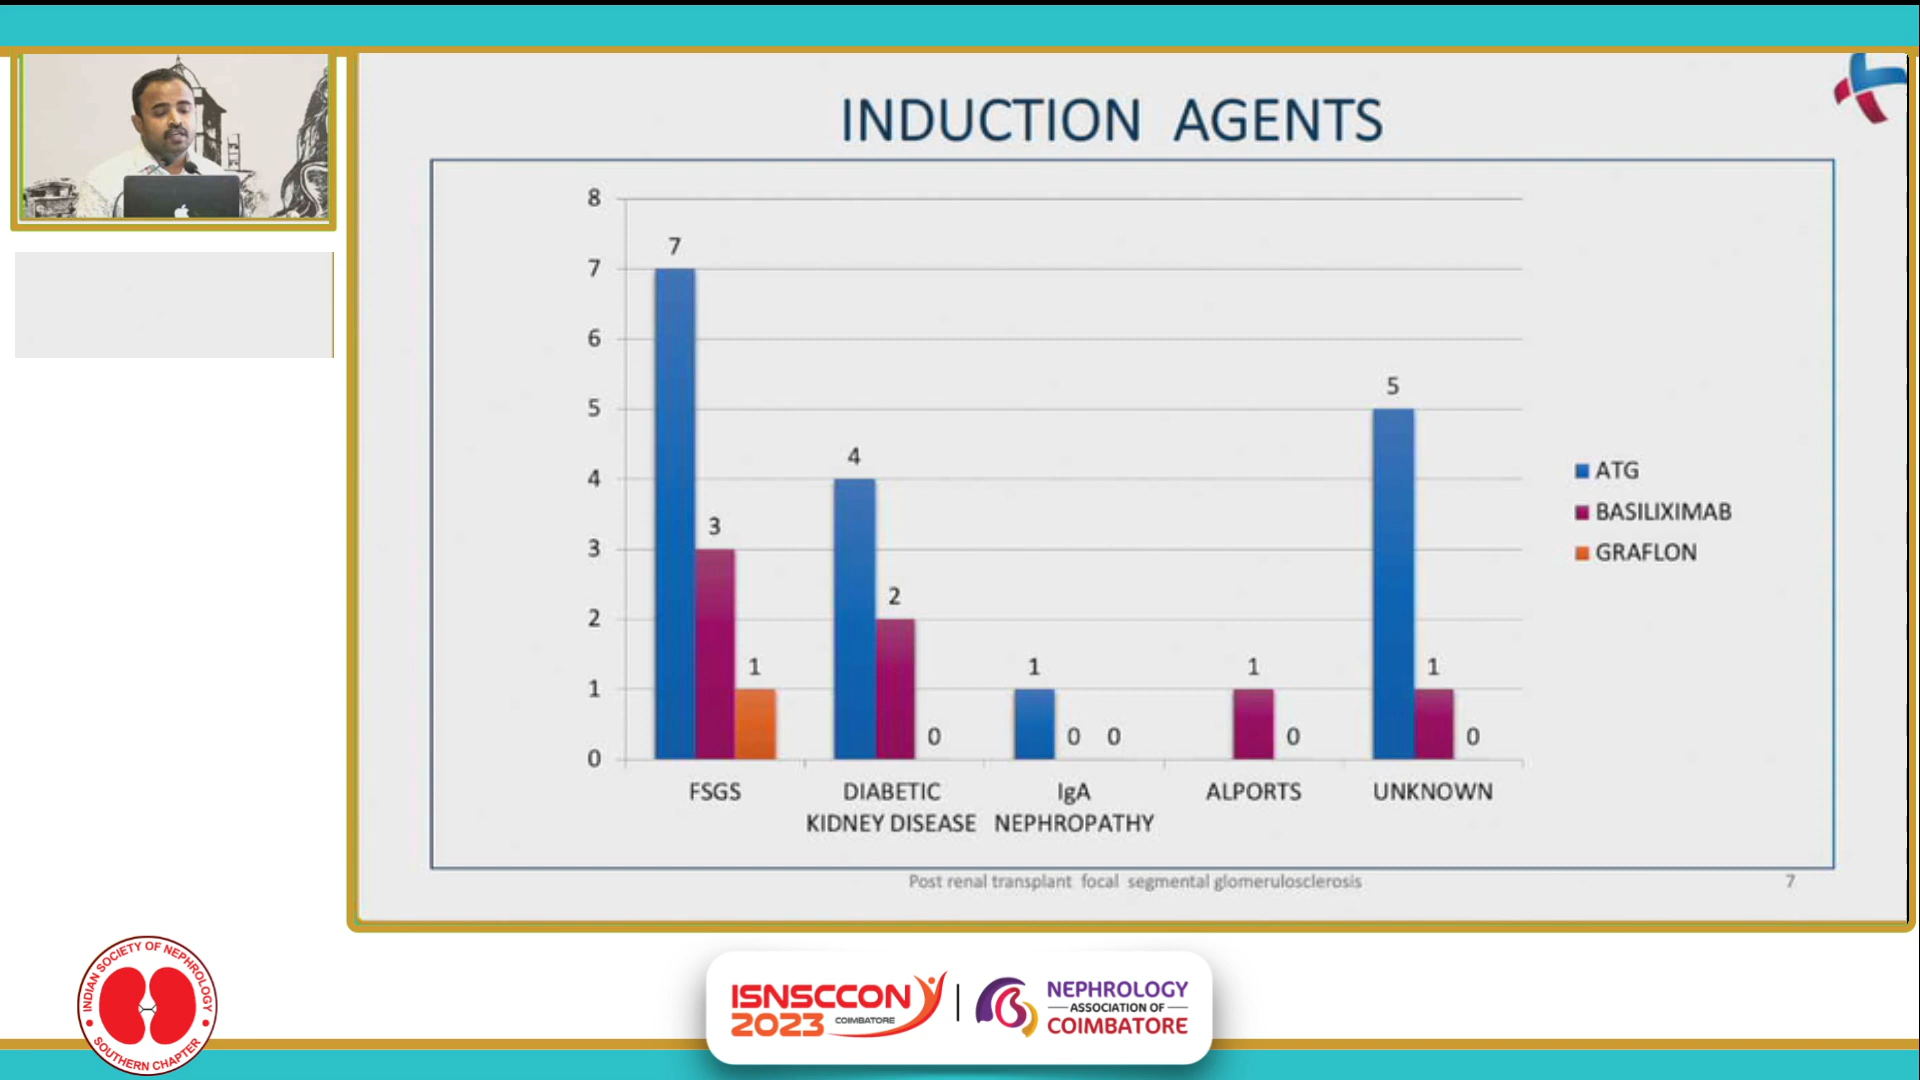 INDUCTION AGENTS
8
7
6
5
4
3
2
1
0
7
3
1
4
2
0
1
0
0
1
0
5
1
0
FSGS
DIABETIC
KIDNEY DISEASE
IgA
NEPHROPATHY
ALPORTS
UNKNOWN
ATG
BASILIXIMAB
GRAFLON
Post renal transplant focal segmental glomerulosclerosis
7
INDIAN SOCIETY OF NEPHROLOGY
SOUTHERN CHAPTER
ISNSCCON
2023 COIMBATORE
NEPHROLOGY
ASSOCIATION OF
COIMBATORE